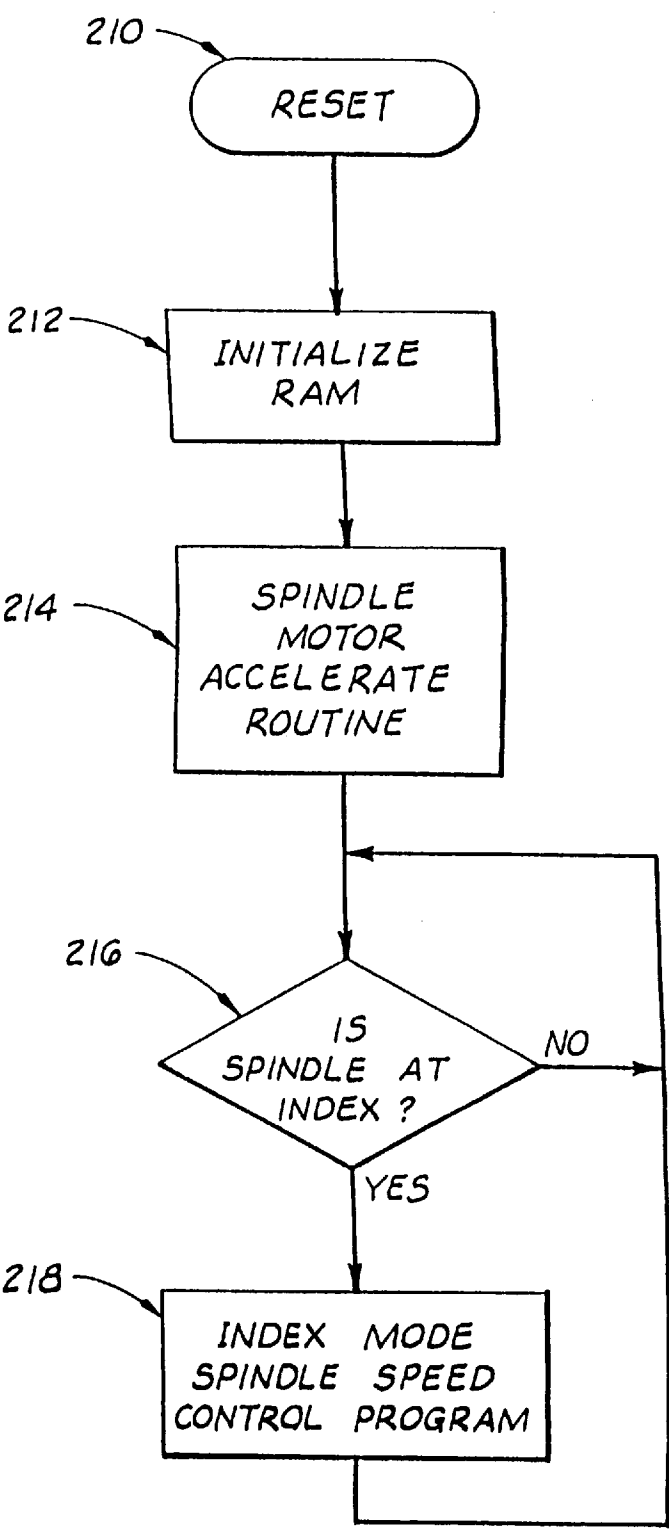 210
RESET
212
INITIALIZE
RAM
214
SPINDLE
MOTOR
ACCELERATE
ROUTINE
216
IS
SPINDLE AT
INDEX ?
NO
YES
218
INDEX MODE
SPINDLE SPEED
CONTROL PROGRAM